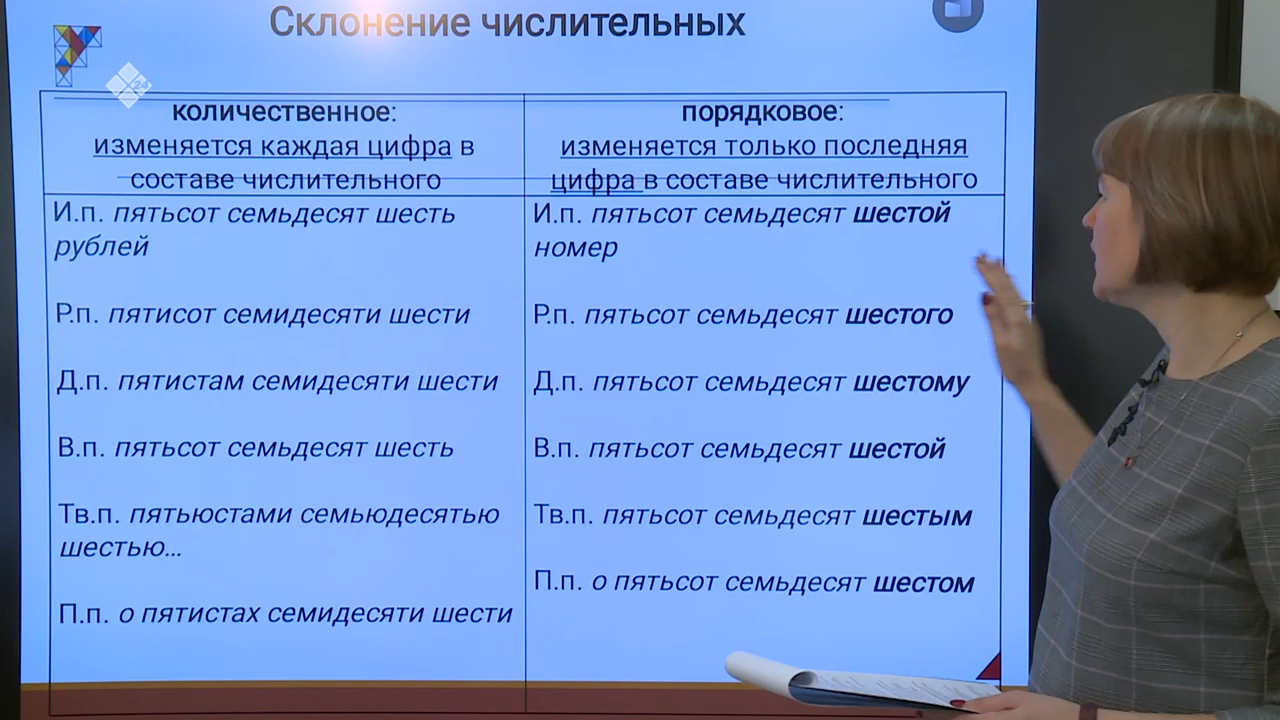 Склонение числительных
24
количественное:
изменяется каждая цифра в
составе числительного
И.п. пятьсот семьдесят шесть
рублей
Р.п. пятисот семидесяти шести
Д.п. пятистам семидесяти шести
В.п. пятьсот семьдесят шесть
Тв.п. пятьюстами семьюдесятью
шестью...
П.п. о пятистах семидесяти шести
порядковое:
изменяется только последняя
цифра в составе числительного
И.п. пятьсот семьдесят шестой
номер
Р.п. пятьсот семьдесят шестого
Д.п. пятьсот семьдесят шестому
В.п. пятьсот семьдесят шестой
Тв.п. пятьсот семьдесят шестым
П.п. о пятьсот семьдесят шестом